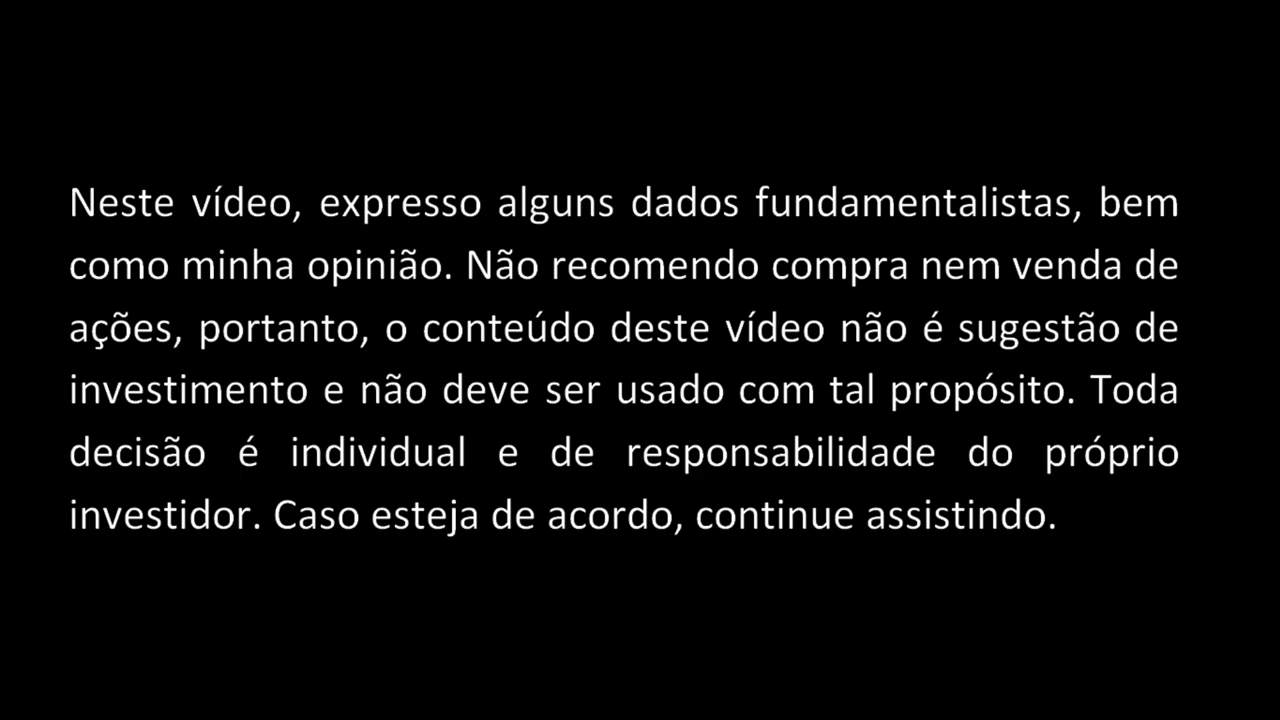 Neste vídeo, expresso alguns dados fundamentalistas, bem
como minha opinião. Não recomendo compra nem venda de
ações, portanto, o conteúdo deste vídeo não é sugestão de
investimento e não deve ser usado com tal propósito. Toda
decisão é individual e de responsabilidade do próprio
investidor. Caso esteja de acordo, continue assistindo.